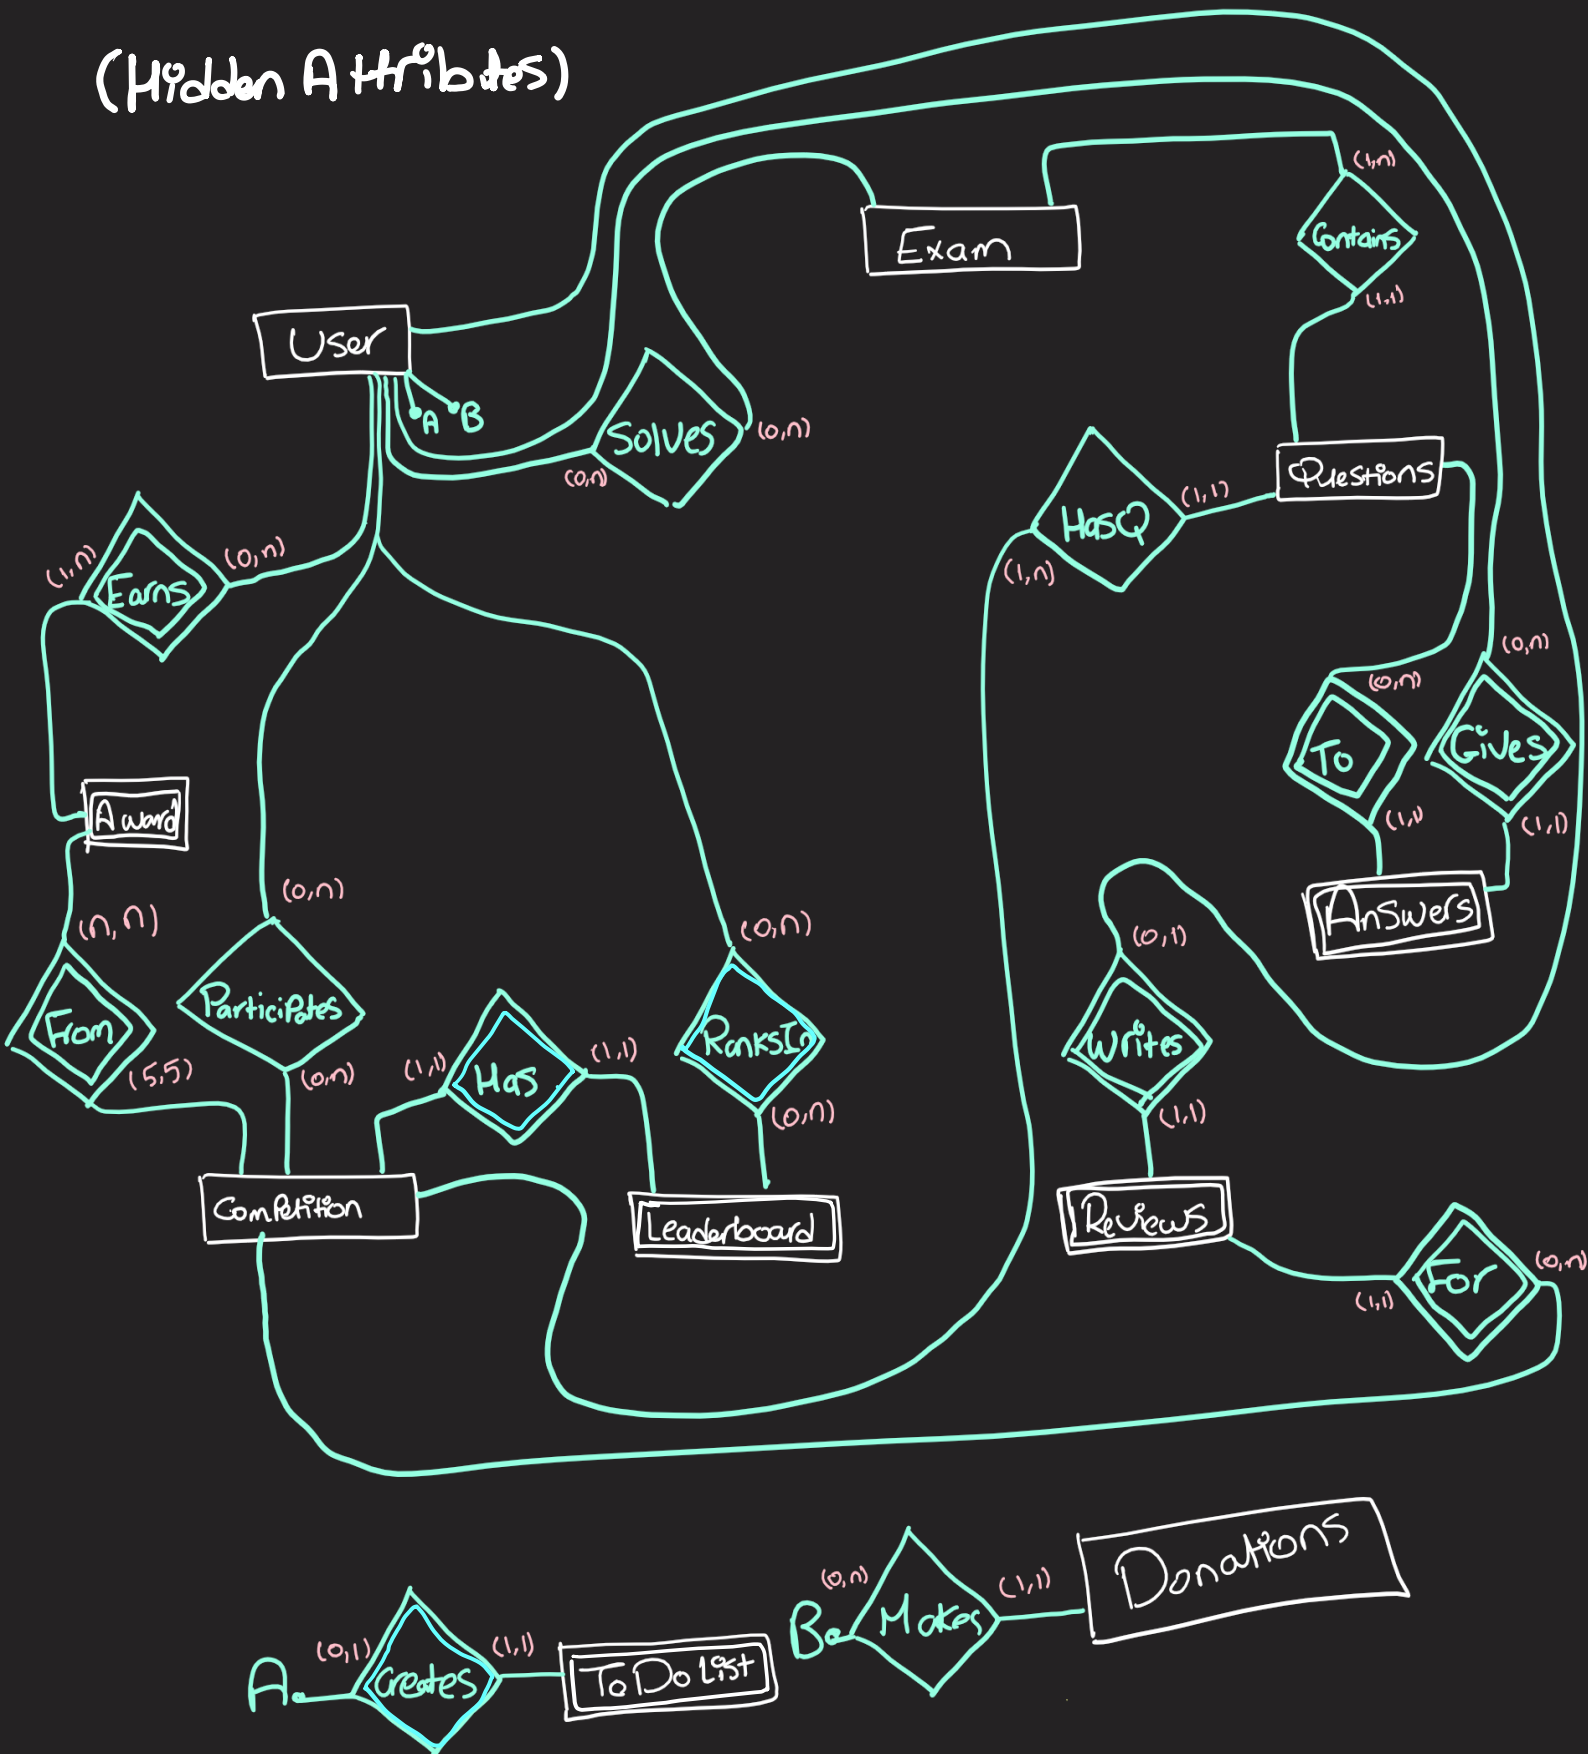 (Hidden Attributes)
(1,n)
Contains
(1,1)
Exam
User
A B
Solves
(0,n)
(0,n)
Questions
HasQ
(1,1)
(1,n)
(1,n)
Earns
(0,n)
(0,n)
(0,n)
To
Gives
(1,1)
(1,1)
Award
Answers
(n,n)
(0,n)
(0,n)
(0,1)
From
Participates
RanksIn
Writes
(5,5)
(0,n)
(1,1)
Has
(1,1)
(0,n)
(1,1)
Competition
Leaderboard
Reviews
For
(0,n)
(1,1)
(0,n)
B
Makes
(1,1)
Donations
A
(0,1)
Creates
(1,1)
ToDo List